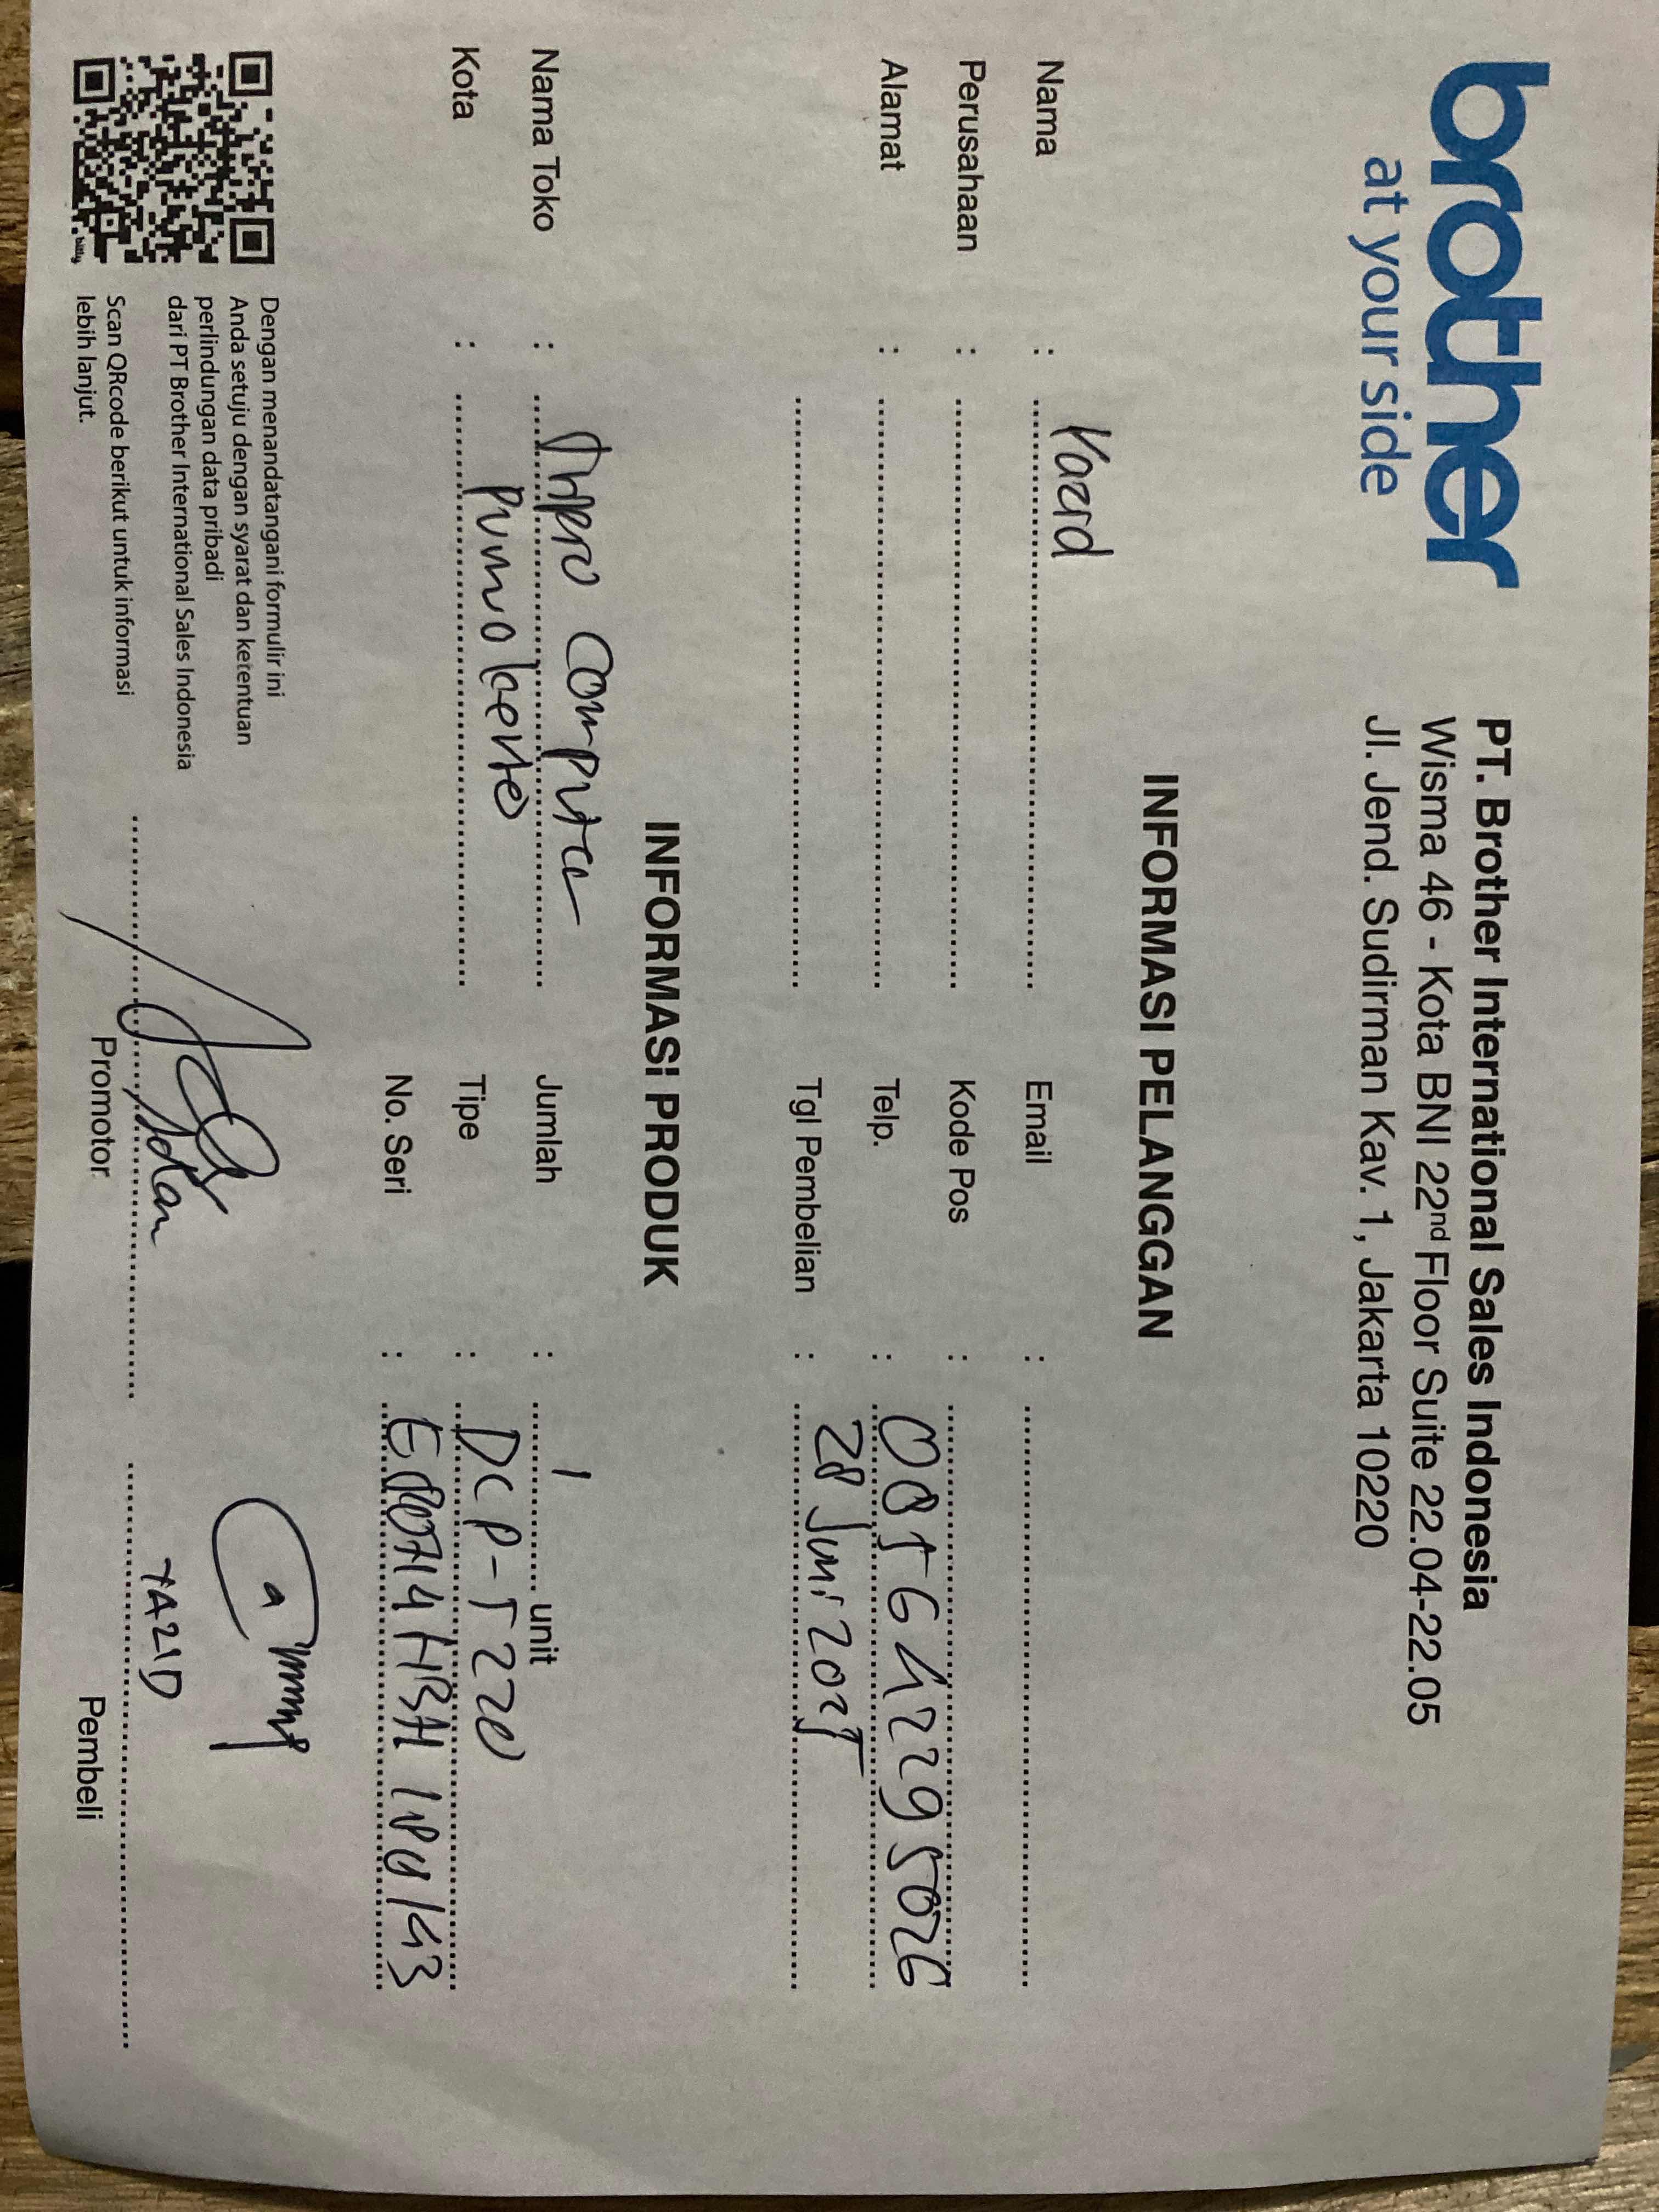 brother
at your side
PT. Brother International Sales Indonesia
Wisma 46 - Kota BNI 22nd Floor Suite 22.04-22.05
Jl. Jend. Sudirman Kav. 1, Jakarta 10220
INFORMASI PELANGGAN
Nama : Yazid Email :
Perusahaan : Kode Pos :
Alamat : Telp. :085642295026
Tgl Pembelian : 28 Juni 2025
INFORMASI PRODUK
Nama Toko : computer Jumlah : 1 unit
Kota : Purwokerto Tipe : DCP-T220
No. Seri :
Dengan menandatangani formulir ini
Anda setuju dengan syarat dan ketentuan
perlindungan data pribadi
dari PT Brother International Sales Indonesia
Scan QRcode berikut untuk informasi
lebih lanjut.
YAZID
Promotor Pembeli